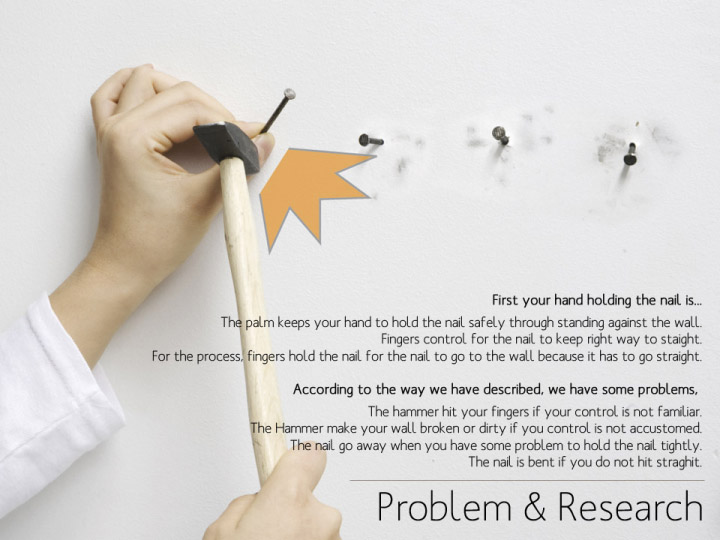 First your hand holding the nail is...
The palm keeps your hand to hold the nail safely through standing against the wall.
Fingers control for the nail to keep right way to staight.
For the process, fingers hold the nail for the nail to go to the wall because it has to go straight.
According to the way we have described, we have some problems,
The hammer hit your fingers if your control is not familiar.
The Hammer make your wall broken or dirty if you control is not accustomed.
The nail go away when you have some problem to hold the nail tightly.
The nail is bent if you do not hit straghit.
Problem & Research